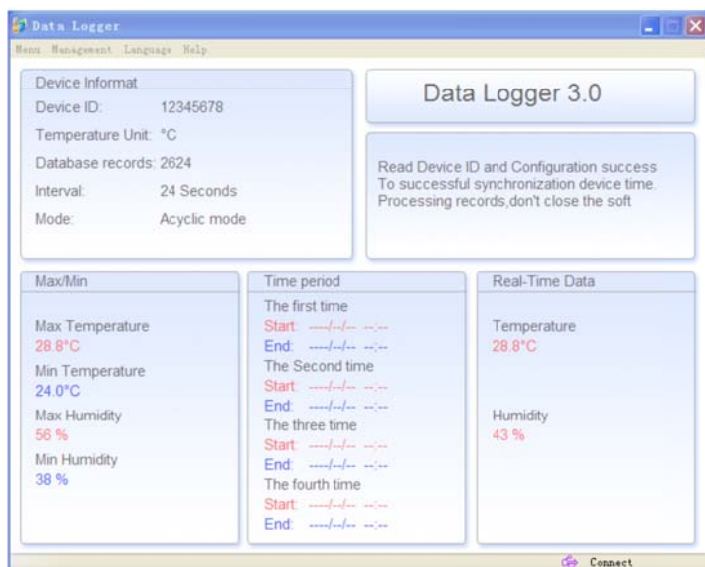 Data Logger
Menu Management Language Help
Device Informat
Device ID: 12345678
Temperature Unit: °C
Database records: 2624
Interval: 24 Seconds
Mode: Acyclic mode
Data Logger 3.0
Read Device ID and Configuration success
To successful synchronization device time.
Processing records,don't close the soft
Max/Min
Max Temperature
28.8°C
Min Temperature
24.0°C
Max Humidity
56 %
Min Humidity
38 %
Time period
The first time
Start: ----/--/-- --:--
End: ----/--/-- --:--
The Second time
Start: ----/--/-- --:--
End: ----/--/-- --:--
The three time
Start: ----/--/-- --:--
End: ----/--/-- --:--
The fourth time
Start: ----/--/-- --:--
End: ----/--/-- --:--
Real-Time Data
Temperature
28.8°C
Humidity
43 %
Connect